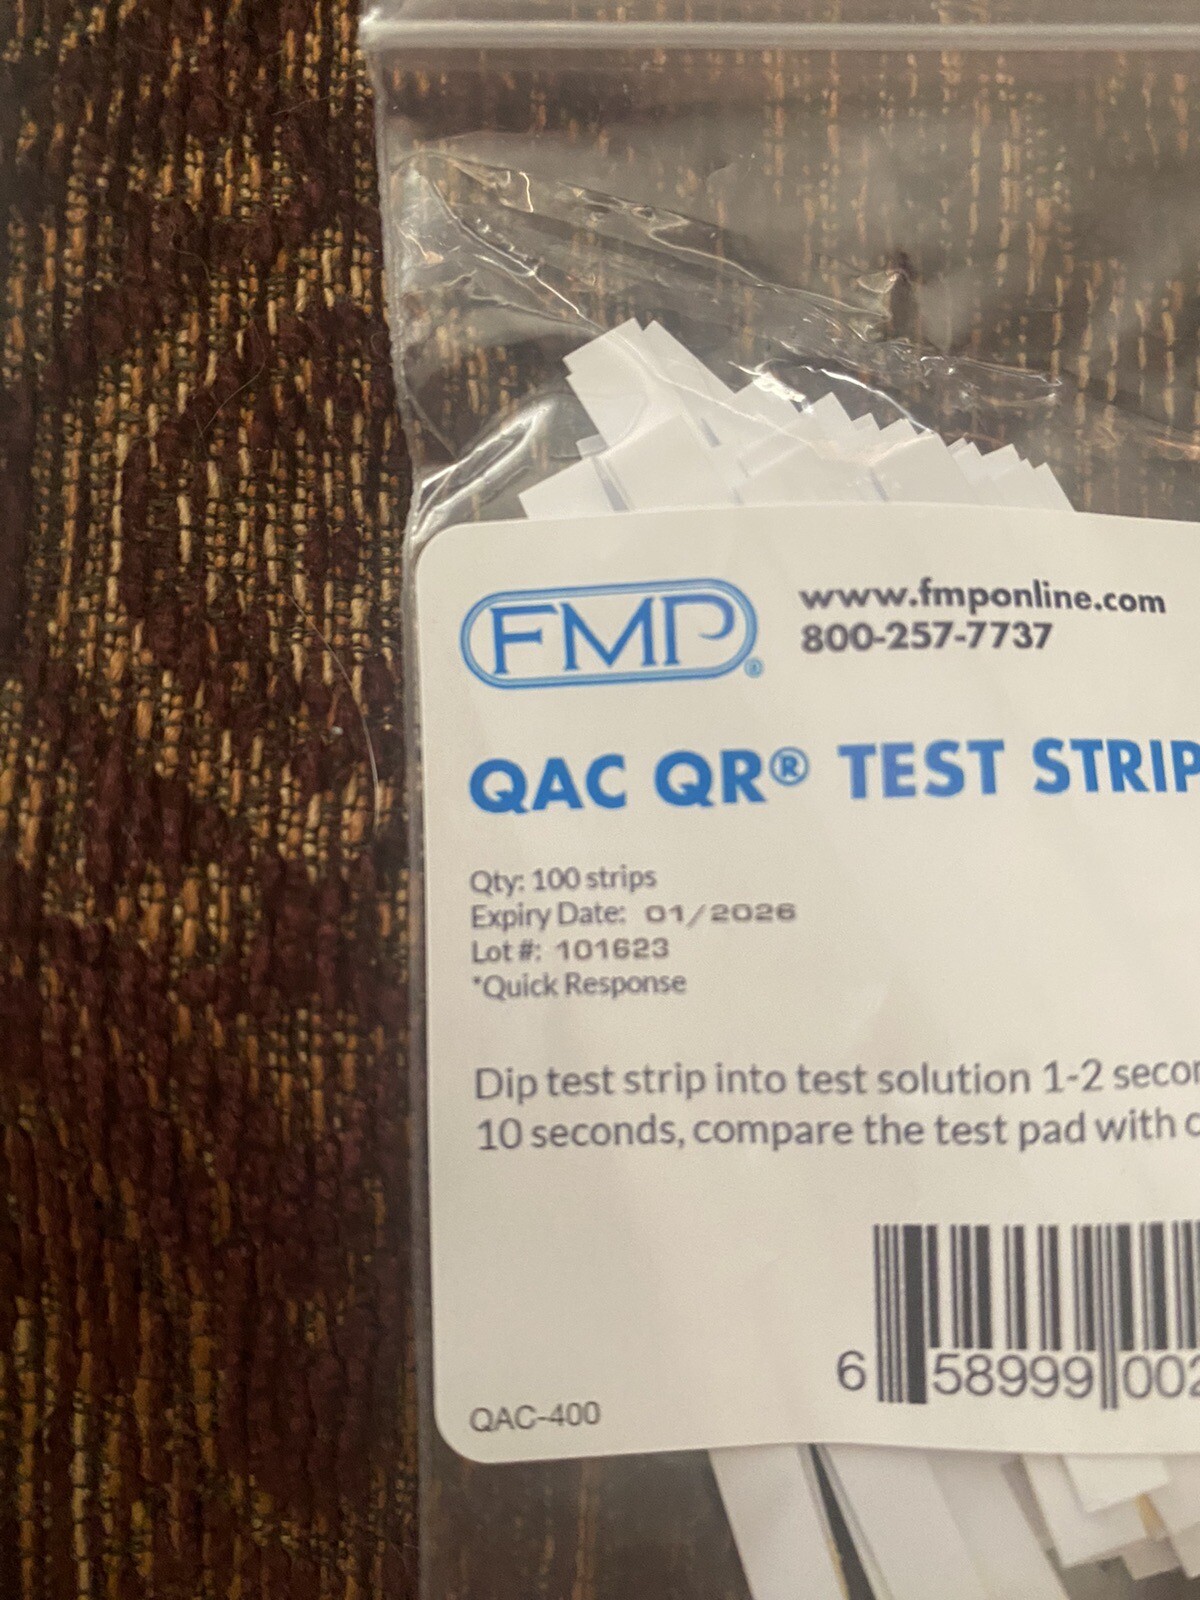 FMP®
www.fmponline.com
800-257-7737
QAC QR® TEST STRIP
Qty: 100 strips
Expiry Date: 01/2026
Lot #: 101623
*Quick Response
Dip test strip into test solution 1-2
10 seconds, compare the test pad with
6 58999 002
QAC-400